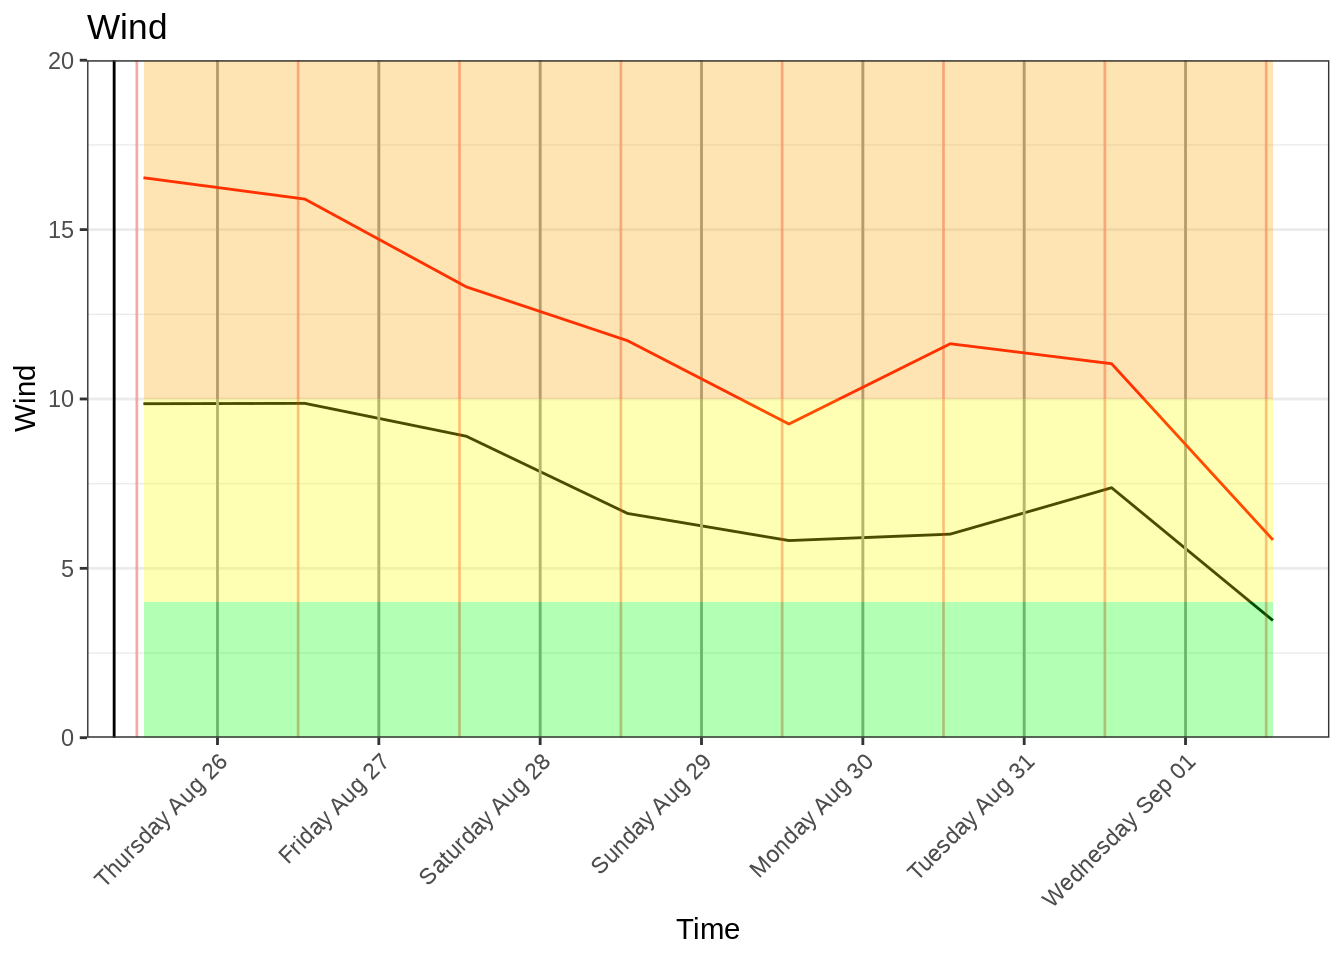 Wind
20
15
10
5
0
Wind
Thursday Aug 26
Friday Aug 27
Saturday Aug 28
Sunday Aug 29
Monday Aug 30
Tuesday Aug 31
Wednesday Sep 01
Time